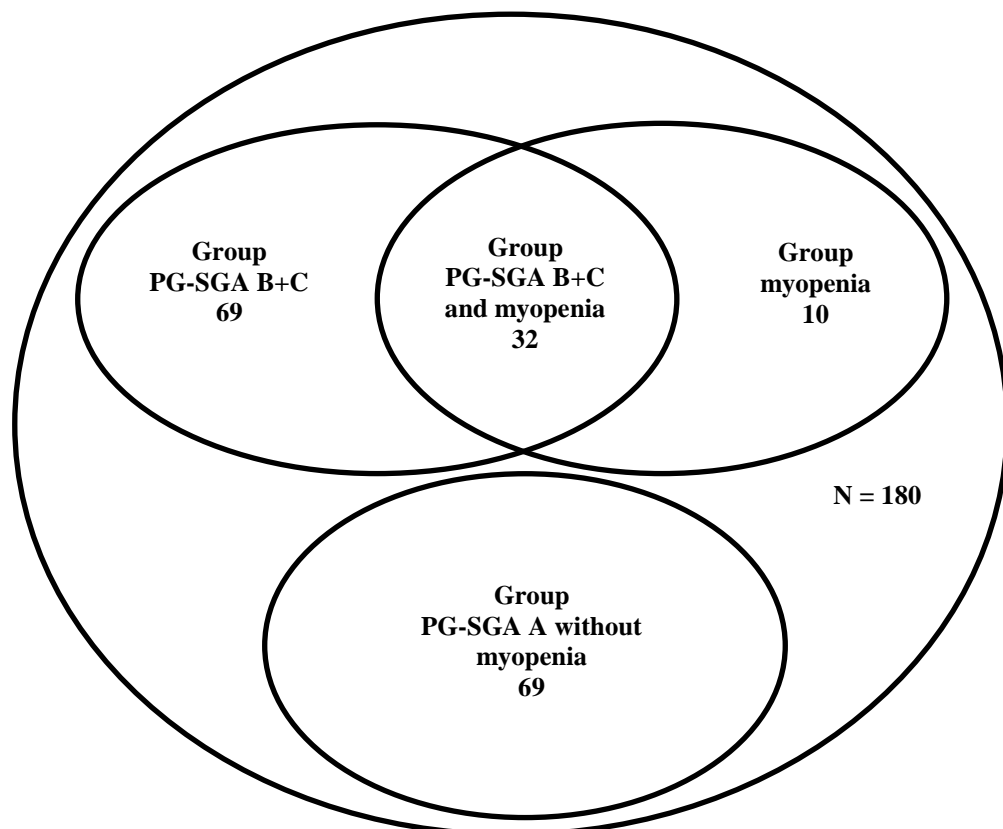 Group
PG-SGA B+C
69
Group
PG-SGA B+C
and myopenia
32
Group
myopenia
10
N = 180
Group
PG-SGA A without
myopenia
69